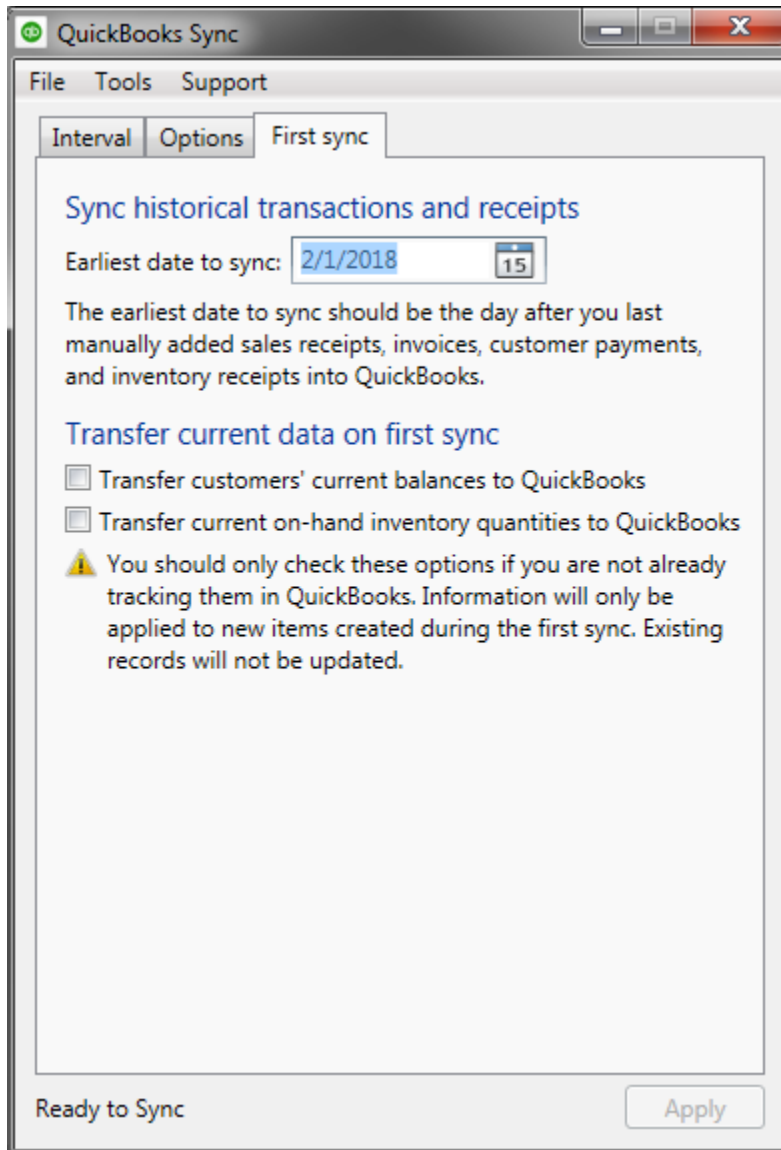 QuickBooks Sync
File Tools Support
Interval Options First sync
Sync historical transactions and receipts
Earliest date to sync: 2/1/2018 15
The earliest date to sync should be the day after you last
manually added sales receipts, invoices, customer payments,
and inventory receipts into QuickBooks.
Transfer current data on first sync
Transfer customers' current balances to QuickBooks
Transfer current on-hand inventory quantities to QuickBooks
You should only check these options if you are not already
tracking them in QuickBooks. Information will only be
applied to new items created during the first sync. Existing
records will not be updated.
Ready to Sync Apply